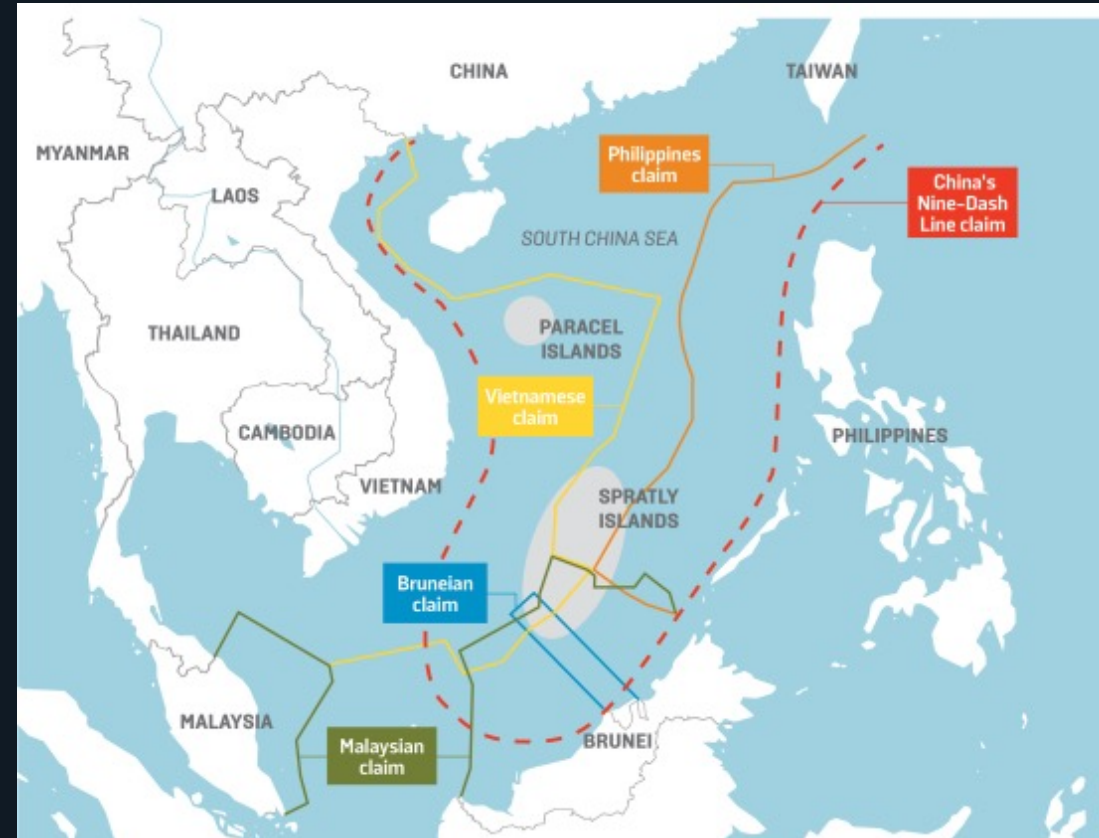 CHINA
TAIWAN
MYANMAR
Philippines
claim
LAOS
China's
Nine-Dash
Line claim
SOUTH CHINA SEA
THAILAND
PARACEL
ISLANDS
Vietnamese
claim
CAMBODIA
PHILIPPINES
VIETNAM
SPRATLY
ISLANDS
Bruneian
claim
MALAYSIA
BRUNEI
Malaysian
claim